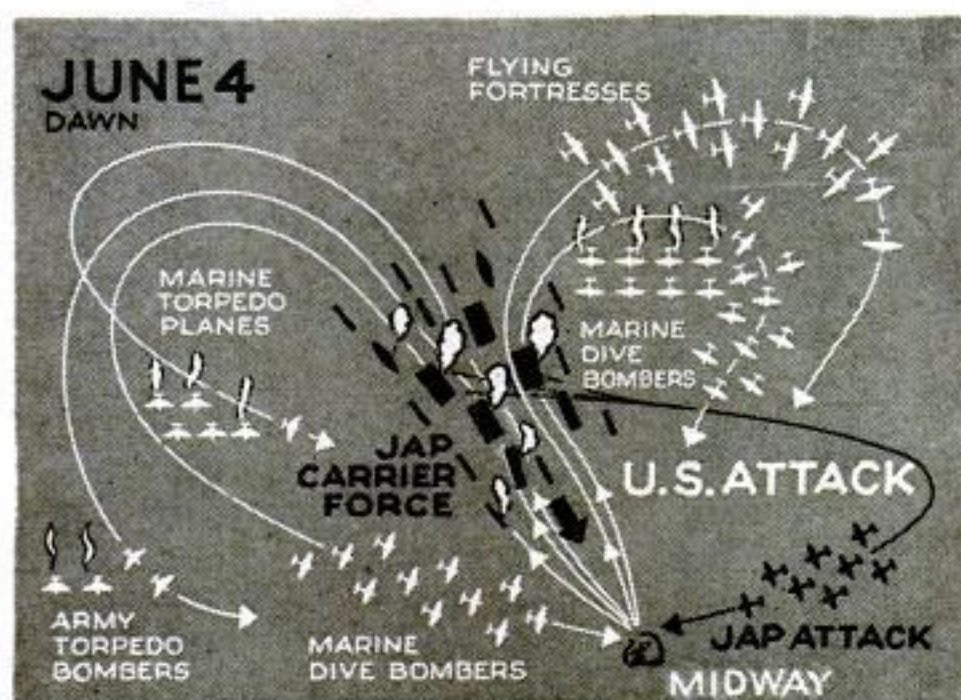 JUNE 4
DAWN
FLYING
FORTRESSES
MARINE
TORPEDO
PLANES
MARINE
DIVE
BOMBERS
JAP
CARRIER
FORCE
U.S. ATTACK
ARMY
TORPEDO
BOMBERS
MARINE
DIVE BOMBERS
JAP ATTACK
MIDWAY